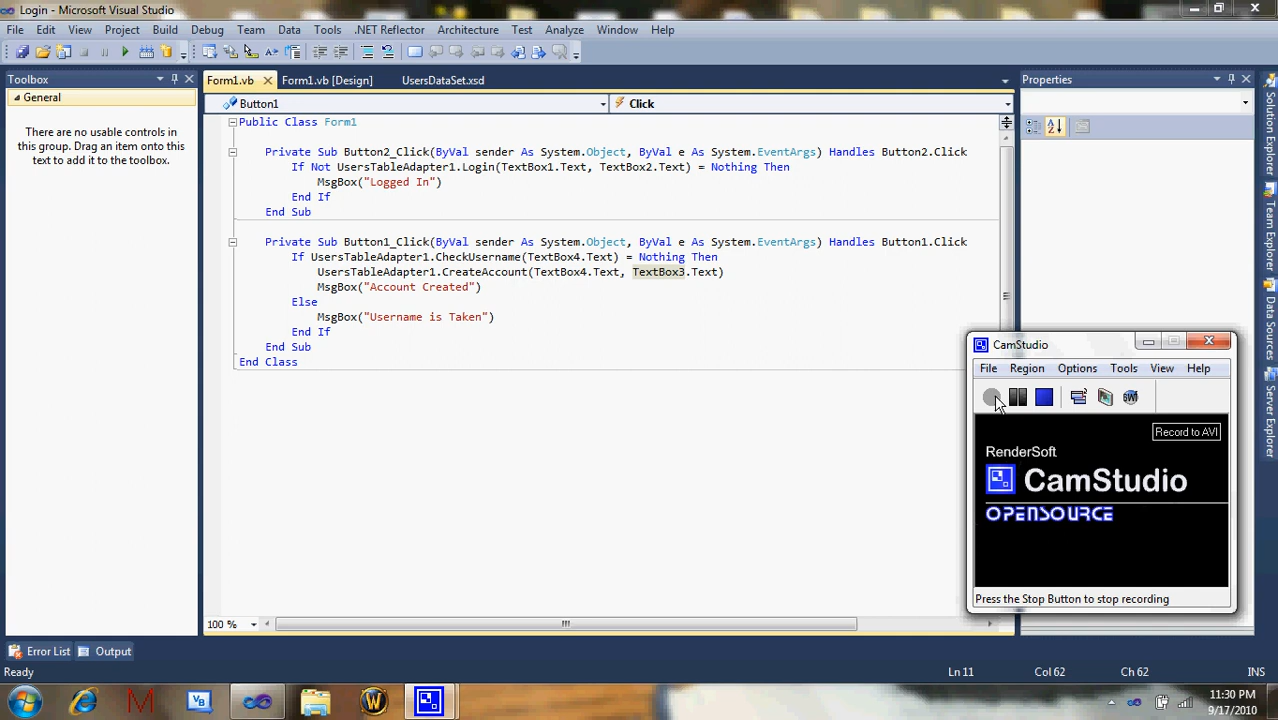 Login - Microsoft Visual Studio
File Edit View Project Build Debug Team Data Tools .NET Reflector Architecture Test Analyze Window Help
Toolbox
General
There are no usable controls in
this group. Drag an item onto this
text to add it to the toolbox.
Form1.vb Form1.vb [Design] UsersDataSet.xsd
Button1 Click
Public Class Form1
Private Sub Button2_Click(ByVal sender As System.Object, ByVal e As System.EventArgs) Handles Button2.Click
If Not UsersTableAdapter1.Login(TextBox1.Text, TextBox2.Text) = Nothing Then
MsgBox("Logged In")
End If
End Sub
Private Sub Button1_Click(ByVal sender As System.Object, ByVal e As System.EventArgs) Handles Button1.Click
If UsersTableAdapter1.CheckUsername(TextBox4.Text) = Nothing Then
UsersTableAdapter1.CreateAccount(TextBox4.Text, TextBox3.Text)
MsgBox("Account Created")
Else
MsgBox("Username is Taken")
End If
End Sub
End Class
100 %
Properties
Solution Explorer
Team Explorer
Data Sources
Server Explorer
CamStudio
File Region Options Tools View Help
Record to AVI
RenderSoft
CamStudio
OPENSOURCE
Press the Stop Button to stop recording
Error List Output
Ready Ln 11 Col 62 Ch 62 INS
11:30 PM
9/17/2010